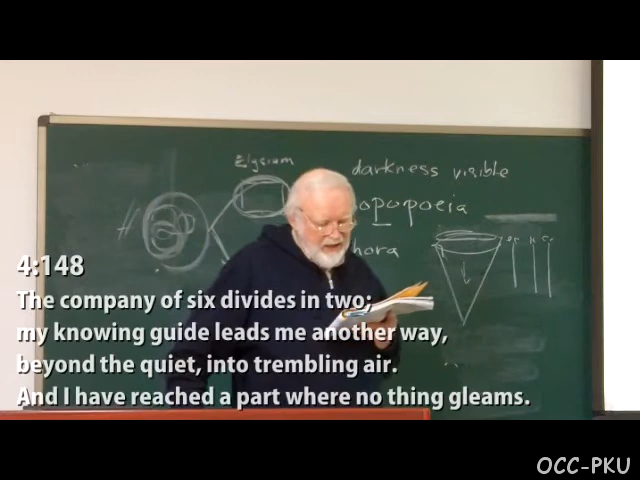 Elysium
darkness visible
opopoeia
hora
4:148
The company of six divides in two;
my knowing guide leads me another way,
beyond the quiet, into trembling air.
And I have reached a part where no thing gleams.
OCC-PKU